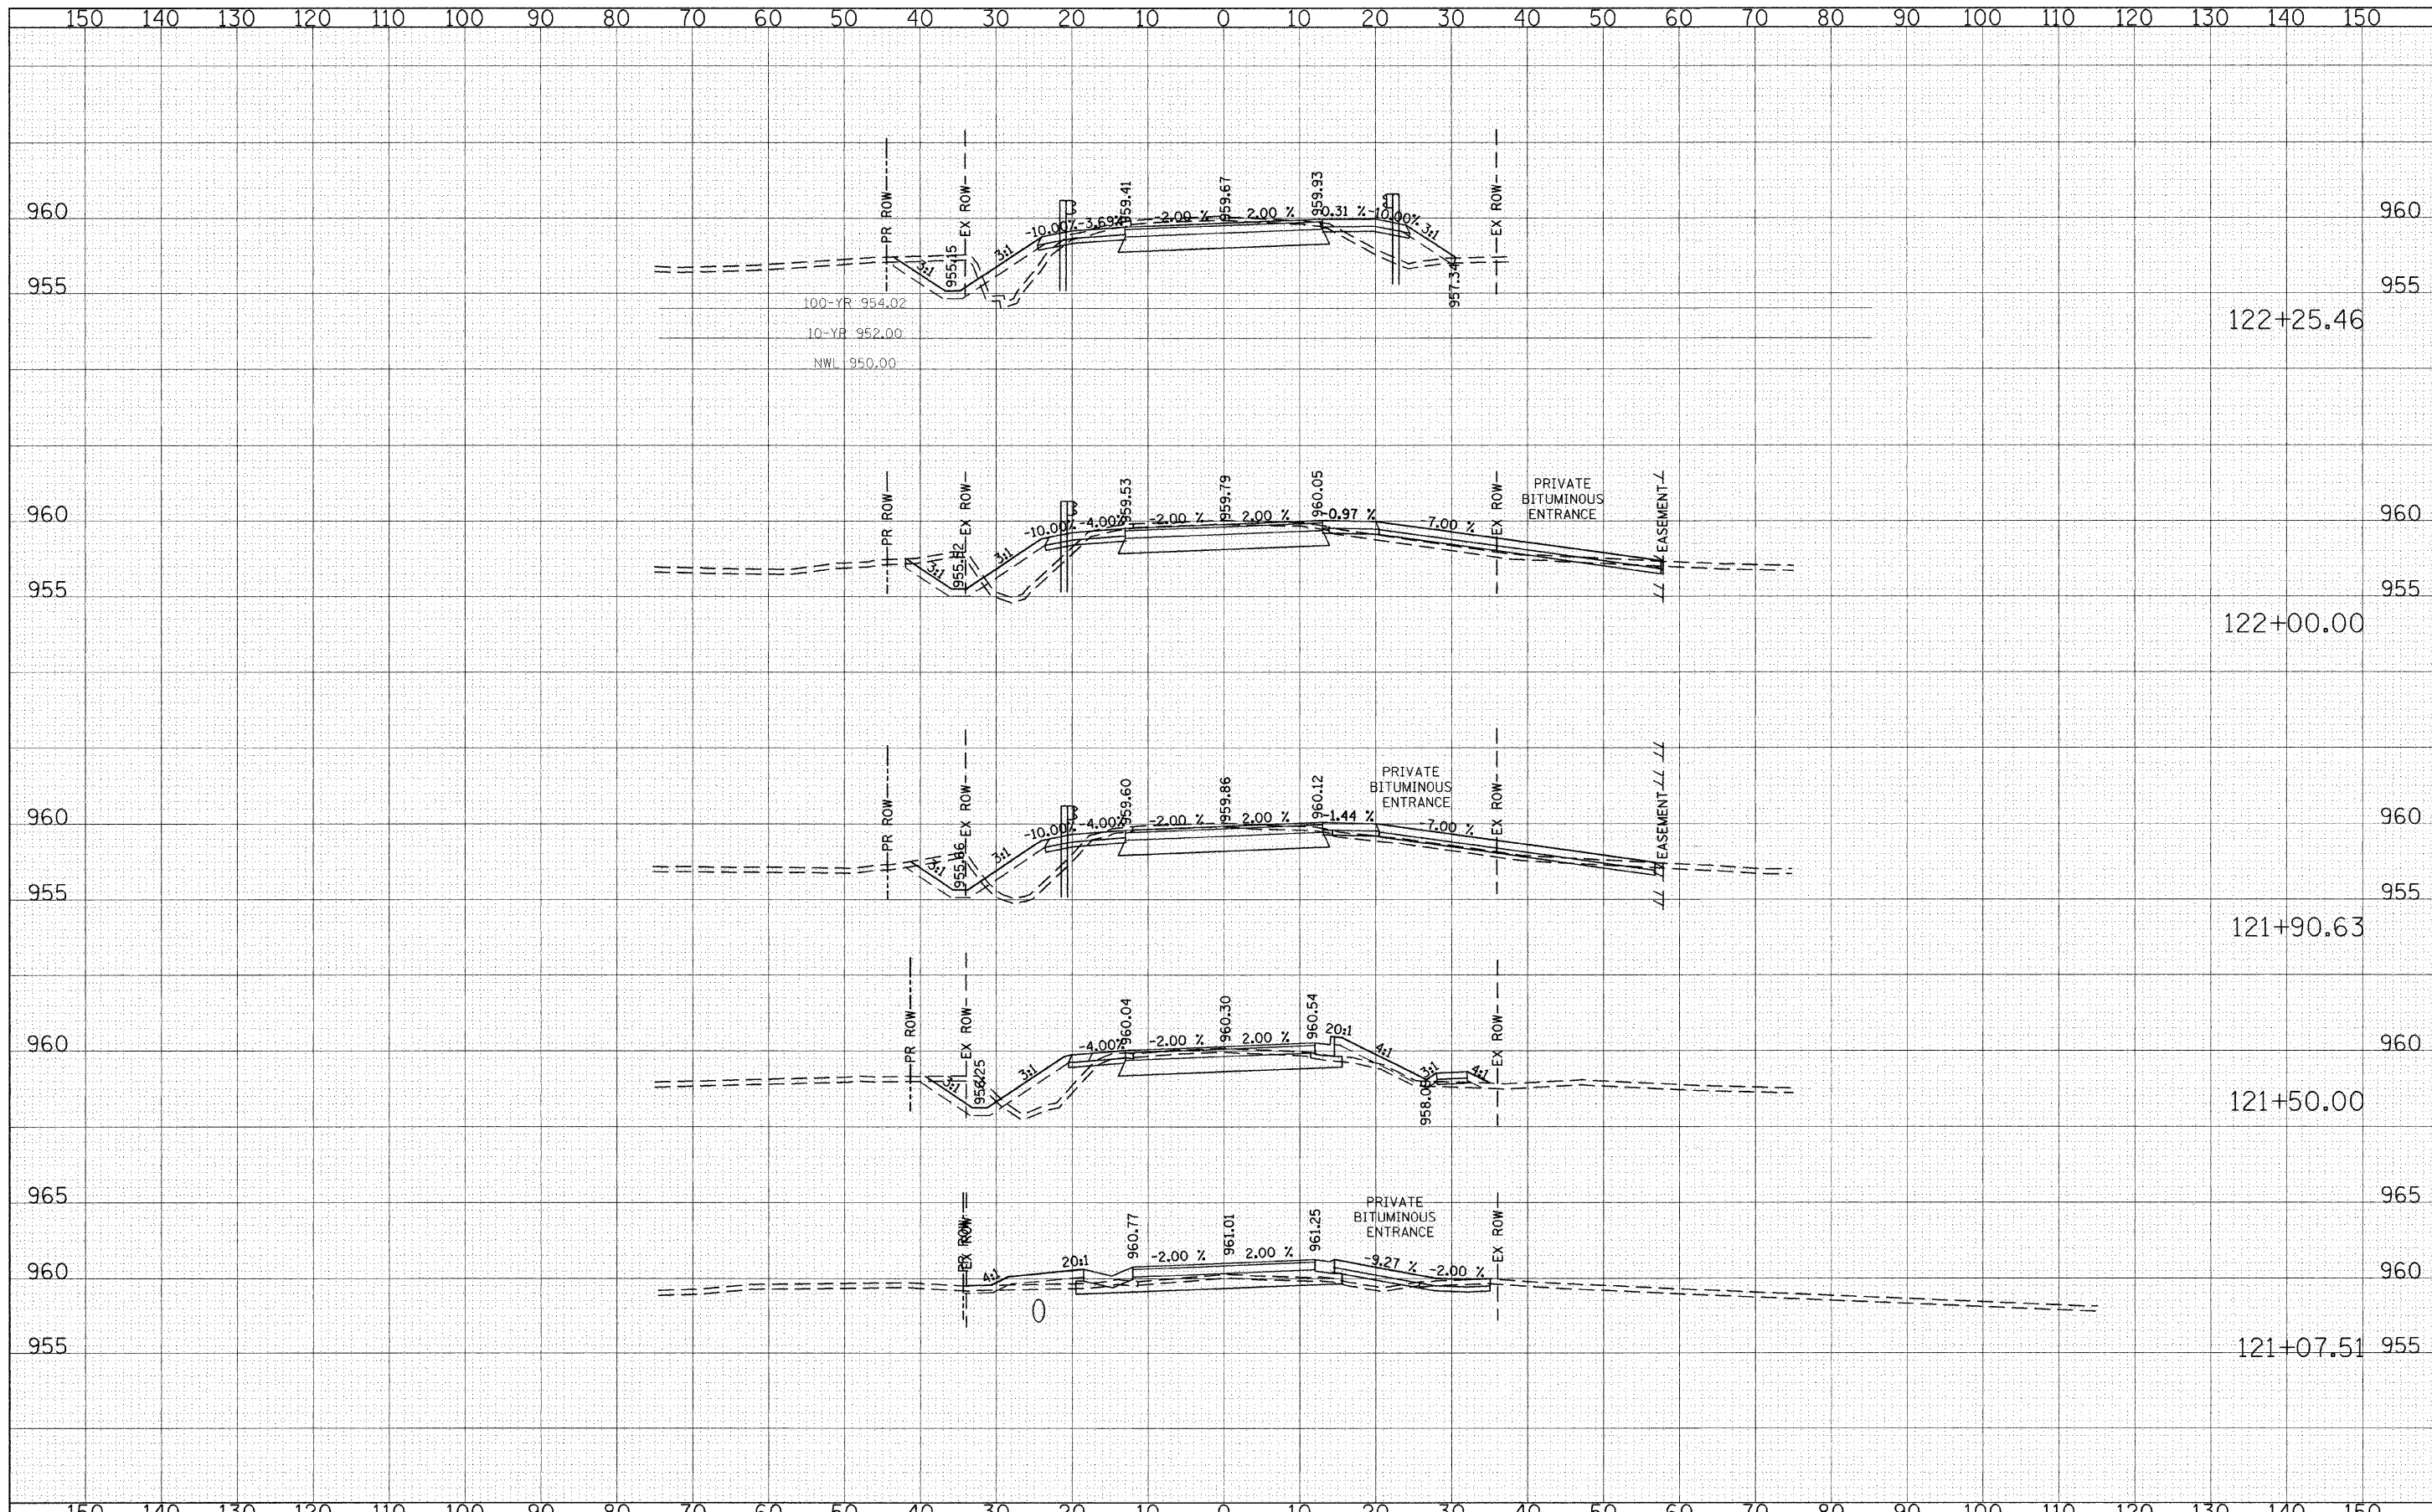 150 140 130 120 110 100 90 80 70 60 50 40 30 20 10 0 10 20 30 40 50 60 70 80 90 100 110 120 130 140 150
PR ROW
EX ROW
959.41
959.67
959.93
EX ROW
960
-10.00%
-3.69%
-2.00 %
2.00 %
0.31 %
-10.00%
960
3:1
3:1
955.15
3:1
957.34
955
955
100-YR 954.02
122+25.46
10-YR 952.00
NWL 950.00
PR ROW
EX ROW
959.53
959.79
960.05
EX ROW
PRIVATE
BITUMINOUS
ENTRANCE
EASEMENT
960
-10.00%
-4.00%
-2.00 %
2.00 %
-0.97 %
-7.00 %
960
3:1
3:1
955
955
122+00.00
PR ROW
EX ROW
959.60
959.86
960.12
PRIVATE
BITUMINOUS
ENTRANCE
EX ROW
EASEMENT
960
-10.00%
-4.00%
-2.00 %
2.00 %
-1.44 %
-7.00 %
960
3:1
955.66
3:1
955
955
121+90.63
PR ROW
EX ROW
960.04
960.30
960.54
EX ROW
960
-4.00%
-2.00 %
2.00 %
20:1
960
3:1
956.25
3:1
4:1
3:1
4:1
121+50.00
965
965
PR ROW
EX ROW
960.77
961.01
961.25
PRIVATE
BITUMINOUS
ENTRANCE
EX ROW
960
4:1
20:1
-2.00 %
2.00 %
-9.27 %
-2.00 %
960
955
121+07.51
955
150 140 130 120 110 100 90 80 70 60 50 40 30 20 10 0 10 20 30 40 50 60 70 80 90 100 110 120 130 140 150